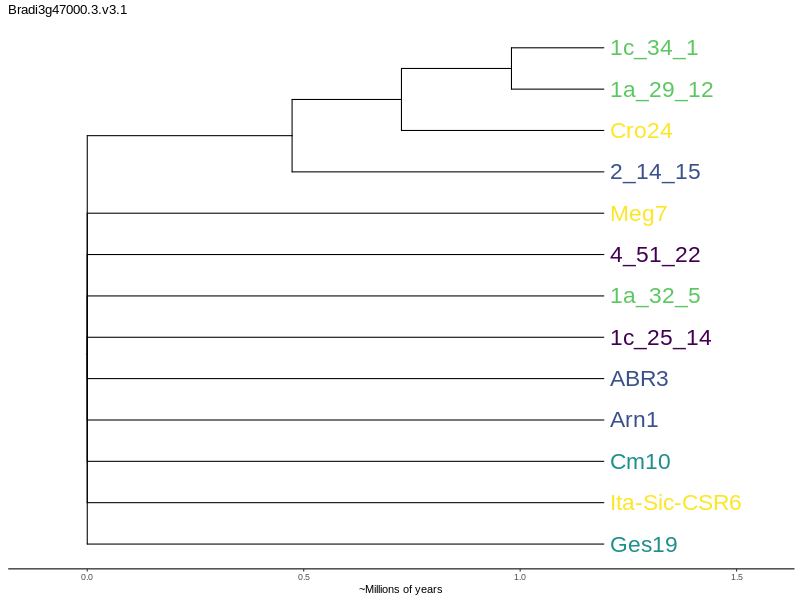 Bradi3g47000.3.v3.1
1c_34_1
1a_29_12
Cro24
2_14_15
Meg7
4_51_22
1a_32_5
1c_25_14
ABR3
Arn1
Cm10
Ita-Sic-CSR6
Ges19
0.0 0.5 1.0 1.5
~Millions of years